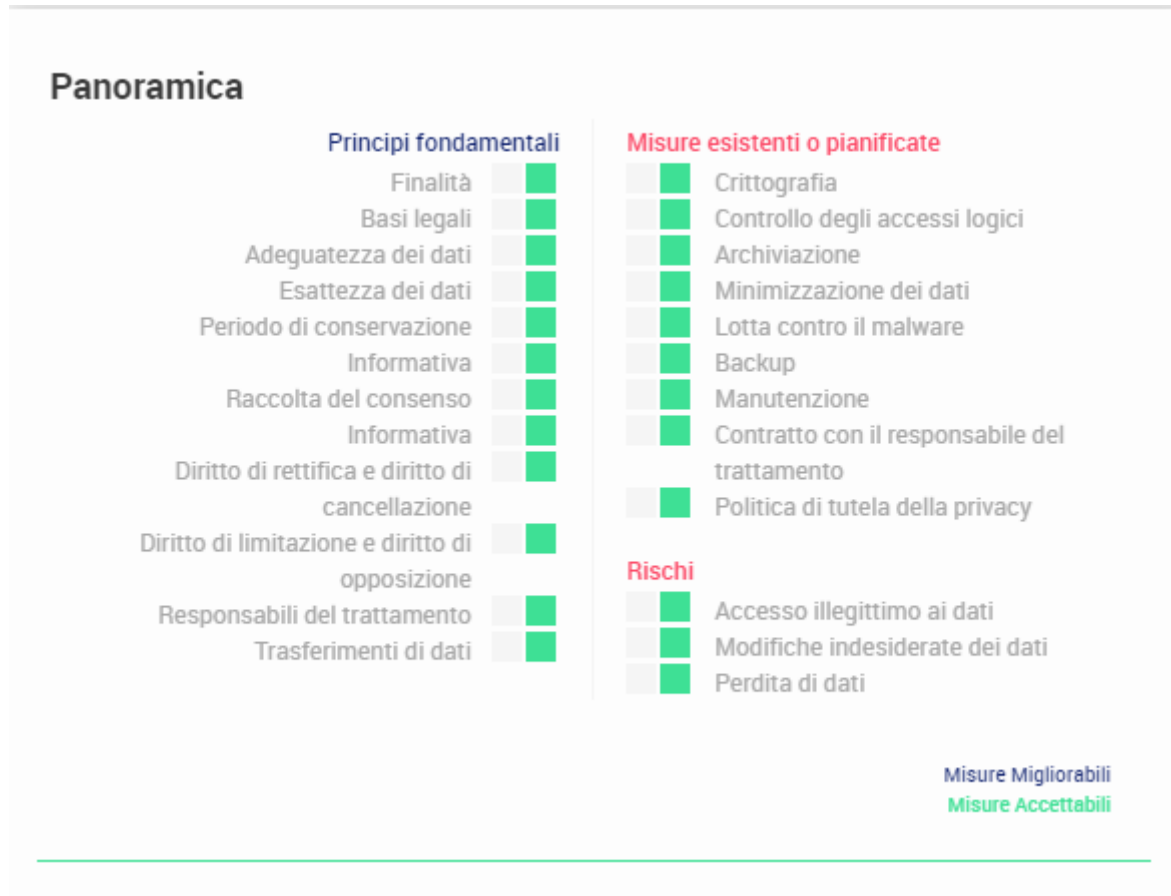 Panoramica
Principi fondamentali
Finalità
Basi legali
Adeguatezza dei dati
Esattezza dei dati
Periodo di conservazione
Informativa
Raccolta del consenso
Informativa
Diritto di rettifica e diritto di
cancellazione
Diritto di limitazione e diritto di
opposizione
Responsabili del trattamento
Trasferimenti di dati
Misure esistenti o pianificate
Crittografia
Controllo degli accessi logici
Archiviazione
Minimizzazione dei dati
Lotta contro il malware
Backup
Manutenzione
Contratto con il responsabile del
trattamento
Politica di tutela della privacy
Rischi
Accesso illegittimo ai dati
Modifiche indesiderate dei dati
Perdita di dati
Misure Migliorabili
Misure Accettabili